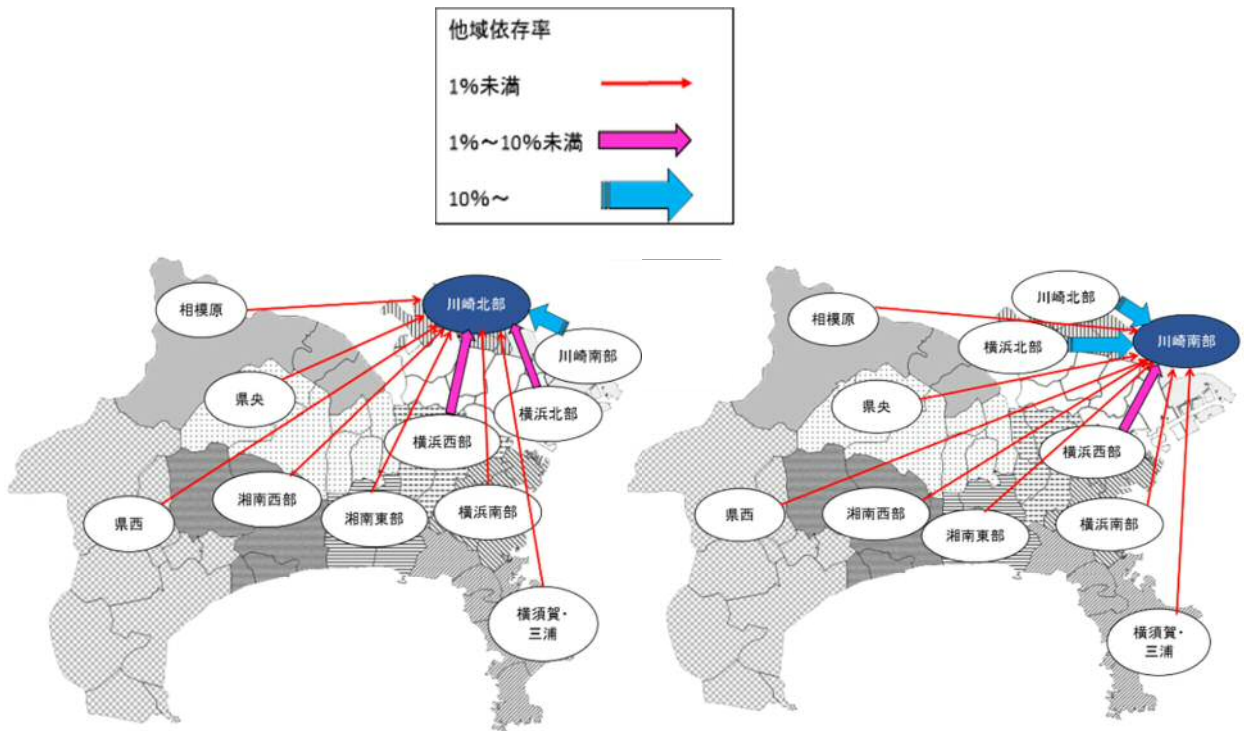 他域依存率
1%未満
1%～10%未満
10%～
川崎北部
相模原
川崎南部
県央
横浜北部
横浜西部
湘南西部
県西
湘南東部
横浜南部
横須賀・
三浦
川崎北部
相模原
川崎南部
横浜北部
県央
横浜西部
県西
湘南西部
横浜南部
湘南東部
横須賀・
三浦